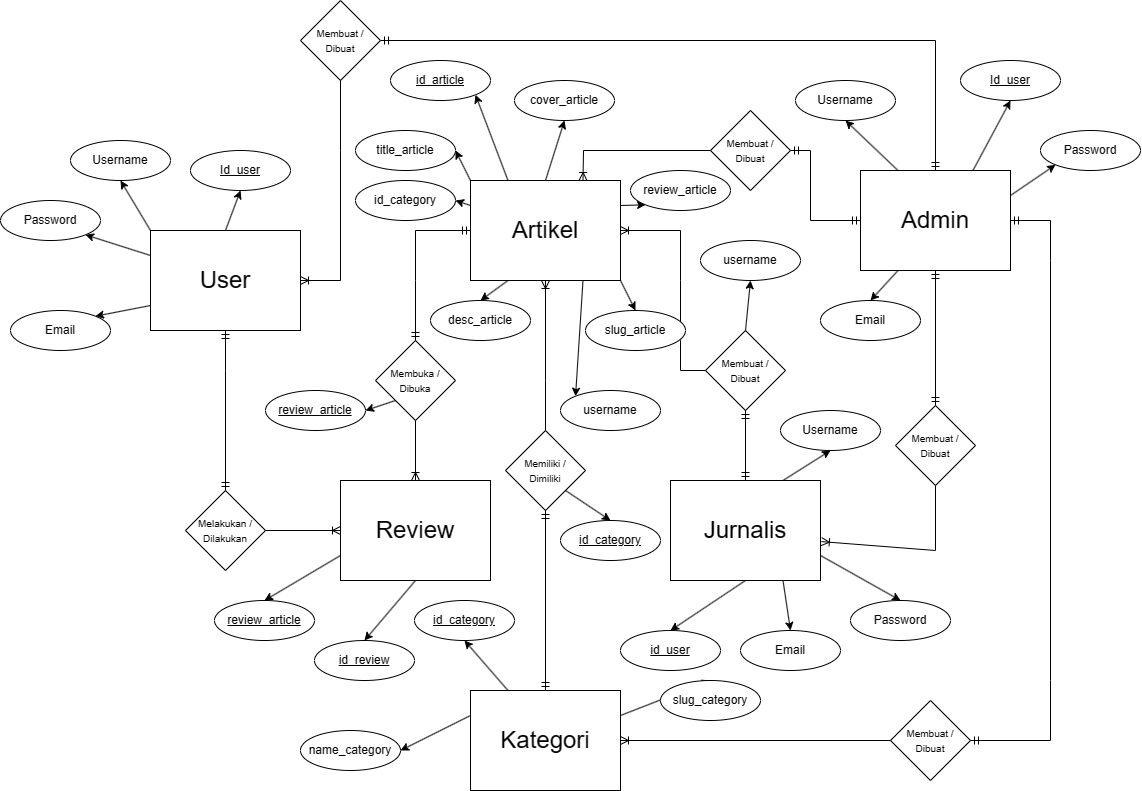 Membuat /
Dibuat
id_article
cover_article
Username
Id_user
Username
Id_user
title_article
Membuat /
Dibuat
Password
id_category
review_article
Password
Artikel
Admin
username
User
Email
desc_article
slug_article
Email
Membuka /
Dibuka
Membuat /
Dibuat
review_article
username
Username
Membuat /
Dibuat
Memiliki /
Dimiliki
Melakukan /
Dilakukan
Review
id_category
Jurnalis
review_article
id_category
Password
id_review
id_user
Email
slug_category
name_category
Kategori
Membuat /
Dibuat